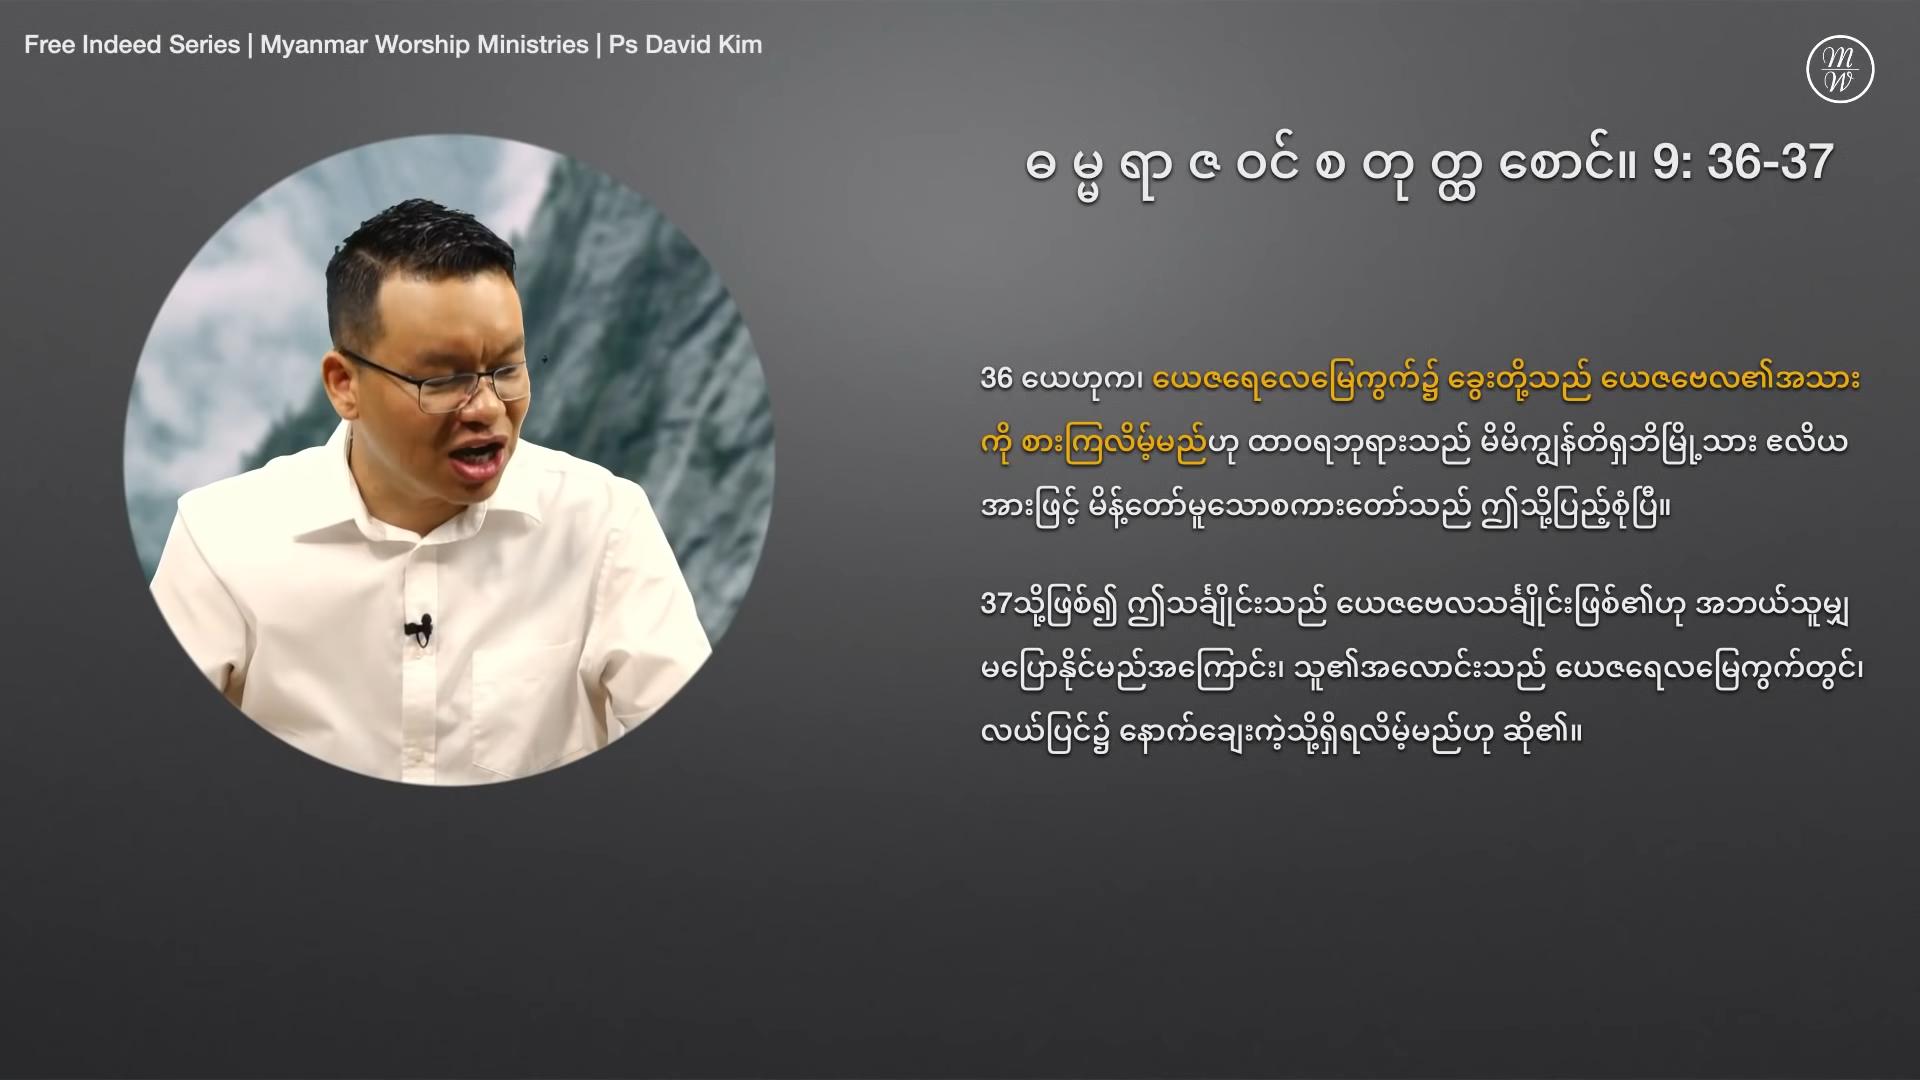 Free Indeed Series | Myanmar Worship Ministries | Ps David Kim
M
W
ဓ မ္မ ရာ ဇ ဝင် စ တု တ္ထ စောင်။ 9: 36-37
36 ယေဟုက၊ ယေဇရေလေမြေကွက်၌ ခွေးတို့သည် ယေဇဗေလ၏အသား
ကို စားကြလိမ့်မည်ဟု ထာဝရဘုရားသည် မိမိကျွန်တိရှဘိမြို့သား ဧလိယ
အားဖြင့် မိန့်တော်မူသောစကားတော်သည် ဤသို့ပြည့်စုံပြီ။
37သို့ဖြစ်၍ ဤသင်္ချိုင်းသည် ယေဇဗေလသင်္ချိုင်းဖြစ်၏ဟု အဘယ်သူမျှ
မပြောနိုင်မည်အကြောင်း၊ သူ၏အလောင်းသည် ယေဇရေလမြေကွက်တွင်၊
လယ်ပြင်၌ နောက်ချေးကဲ့သို့ရှိရလိမ့်မည်ဟု ဆို၏။